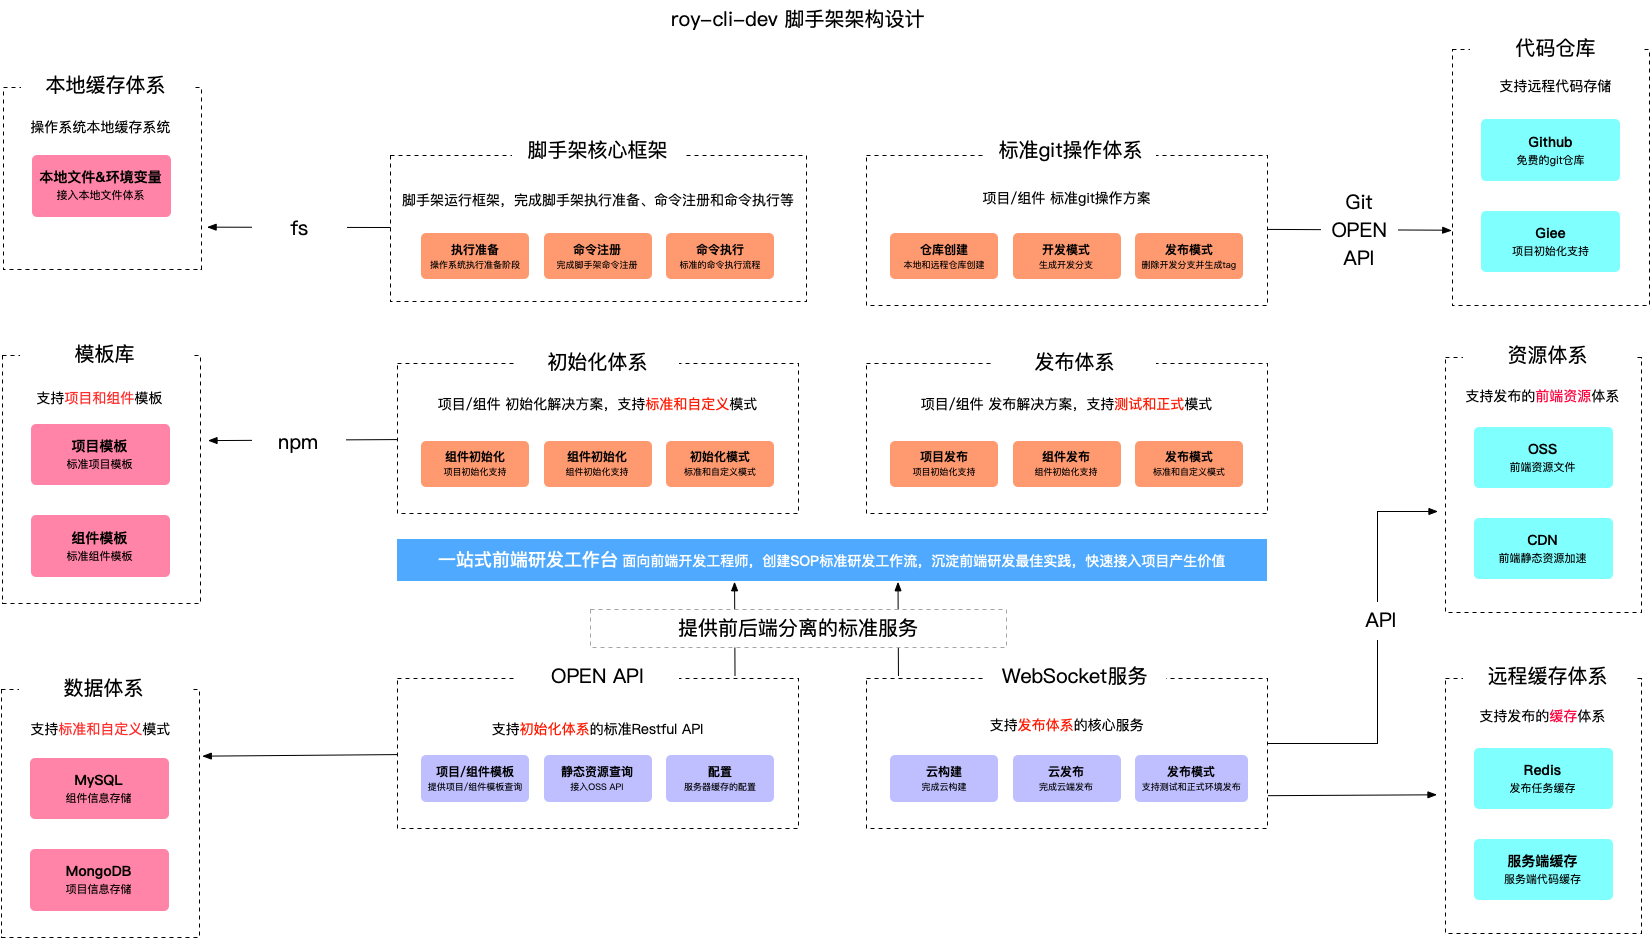 roy-cli-dev 脚手架架构设计
本地缓存体系
操作系统本地缓存系统
本地文件&环境变量
接入本地文件体系
fs
脚手架核心框架
脚手架运行框架，完成脚手架执行准备、命令注册和命令执行等
执行准备
操作系统执行准备阶段
命令注册
完成脚手架命令注册
命令执行
标准的命令执行流程
标准git操作体系
项目/组件 标准git操作方案
仓库创建
本地和远程仓库创建
开发模式
生成开发分支
发布模式
删除开发分支并生成tag
Git
OPEN
API
代码仓库
支持远程代码存储
Github
免费的git仓库
Giee
项目初始化支持
模板库
支持项目和组件模板
项目模板
标准项目模板
组件模板
标准组件模板
npm
初始化体系
项目/组件 初始化解决方案，支持标准和自定义模式
组件初始化
项目初始化支持
组件初始化
组件初始化支持
初始化模式
标准和自定义模式
发布体系
项目/组件 发布解决方案，支持测试和正式模式
项目发布
项目初始化支持
组件发布
组件初始化支持
发布模式
标准和自定义模式
资源体系
支持发布的前端资源体系
OSS
前端资源文件
CDN
前端静态资源加速
一站式前端研发工作台 面向前端开发工程师，创建SOP标准研发工作流，沉淀前端研发最佳实践，快速接入项目产生价值
提供前后端分离的标准服务
API
数据体系
支持标准和自定义模式
MySQL
组件信息存储
MongoDB
项目信息存储
OPEN API
支持初始化体系的标准Restful API
项目/组件模板
提供项目/组件模板查询
静态资源查询
接入OSS API
配置
服务器缓存的配置
WebSocket服务
支持发布体系的核心服务
云构建
完成云构建
云发布
完成云端发布
发布模式
支持测试和正式环境发布
远程缓存体系
支持发布的缓存体系
Redis
发布任务缓存
服务端缓存
服务端代码缓存